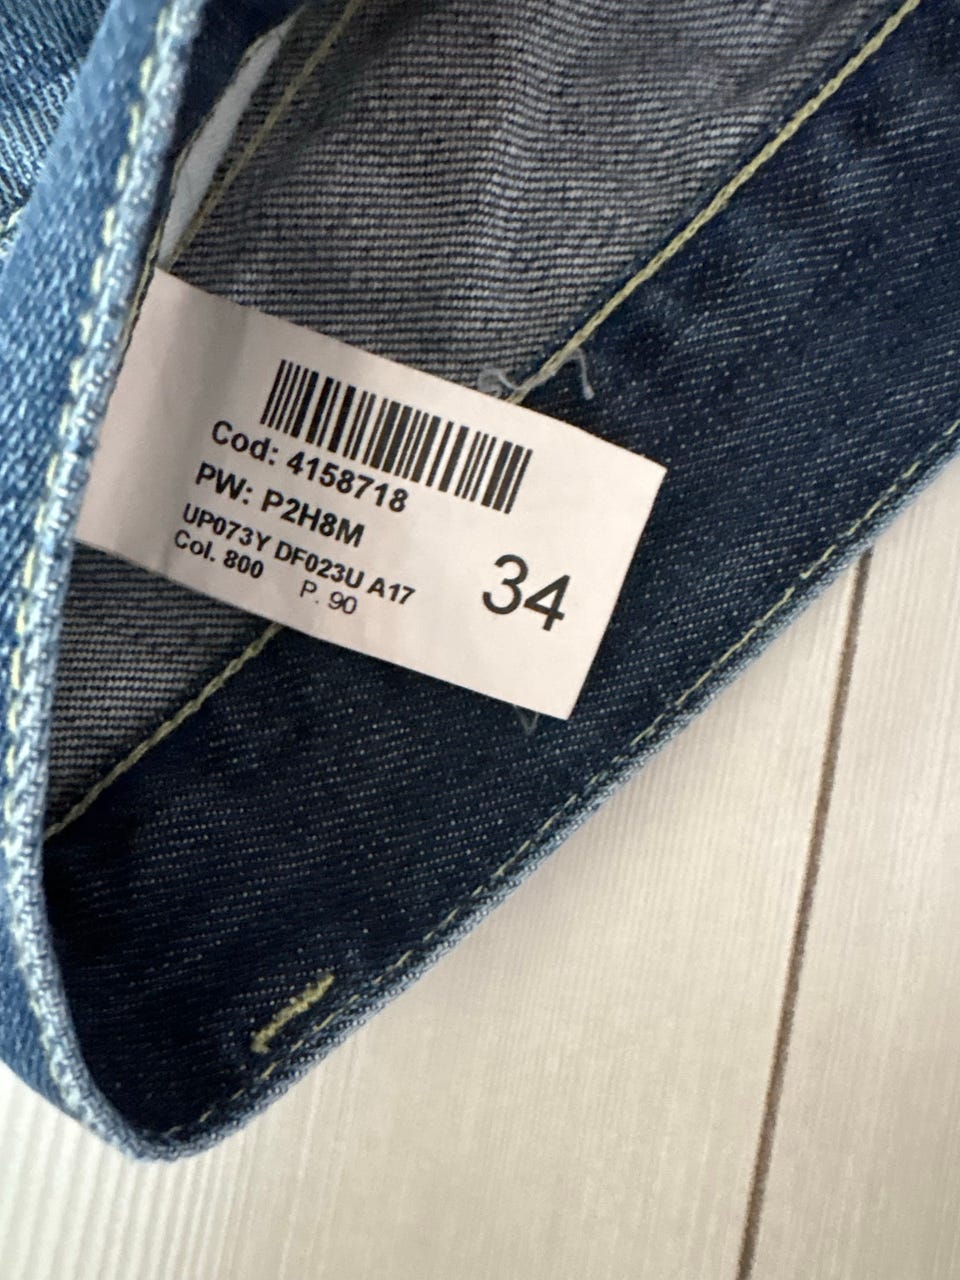 Cod: 4158718
PW: P2H8M
UP073Y DF023U A17
Col. 800 P. 90
34